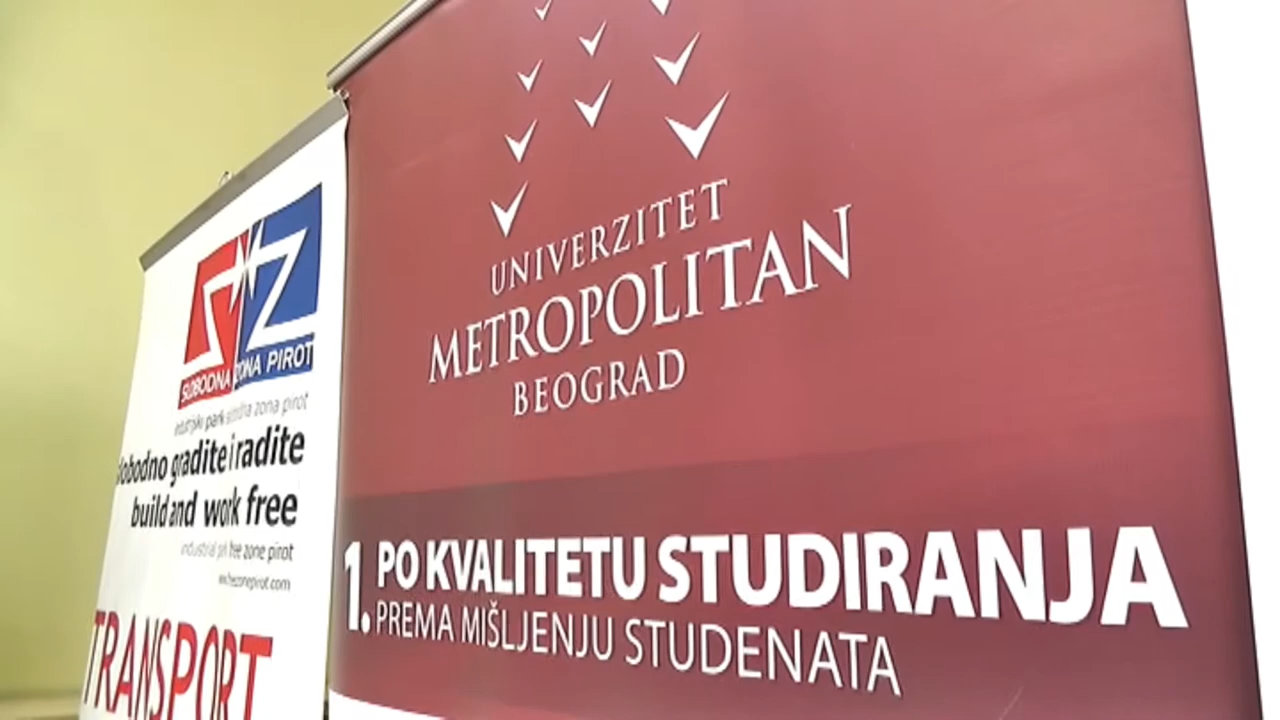 SLOBODNA ZONA PIROT
industrijski park slobodna zona pirot
slobodno gradite i radite
build and work free
industrial park free zone pirot
TRANSPORT
UNIVERZITET
METROPOLITAN
BEOGRAD
1. PO KVALITETU STUDIRANJA
PREMA MIŠLJENJU STUDENATA